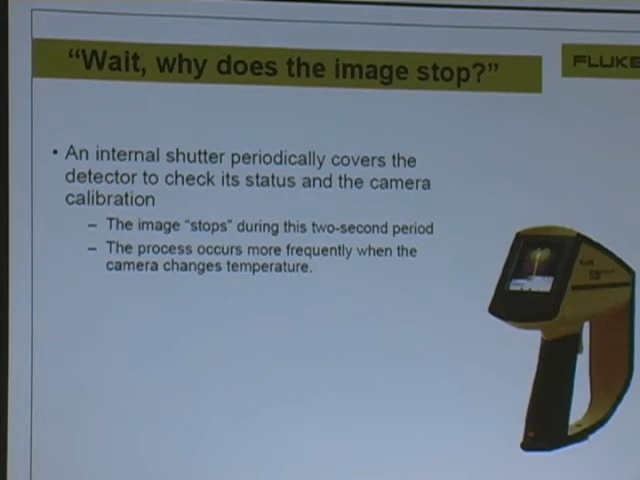 "Wait, why does the image stop?"
FLUKE
• An internal shutter periodically covers the
detector to check its status and the camera
calibration
– The image "stops" during this two-second period
– The process occurs more frequently when the
camera changes temperature.